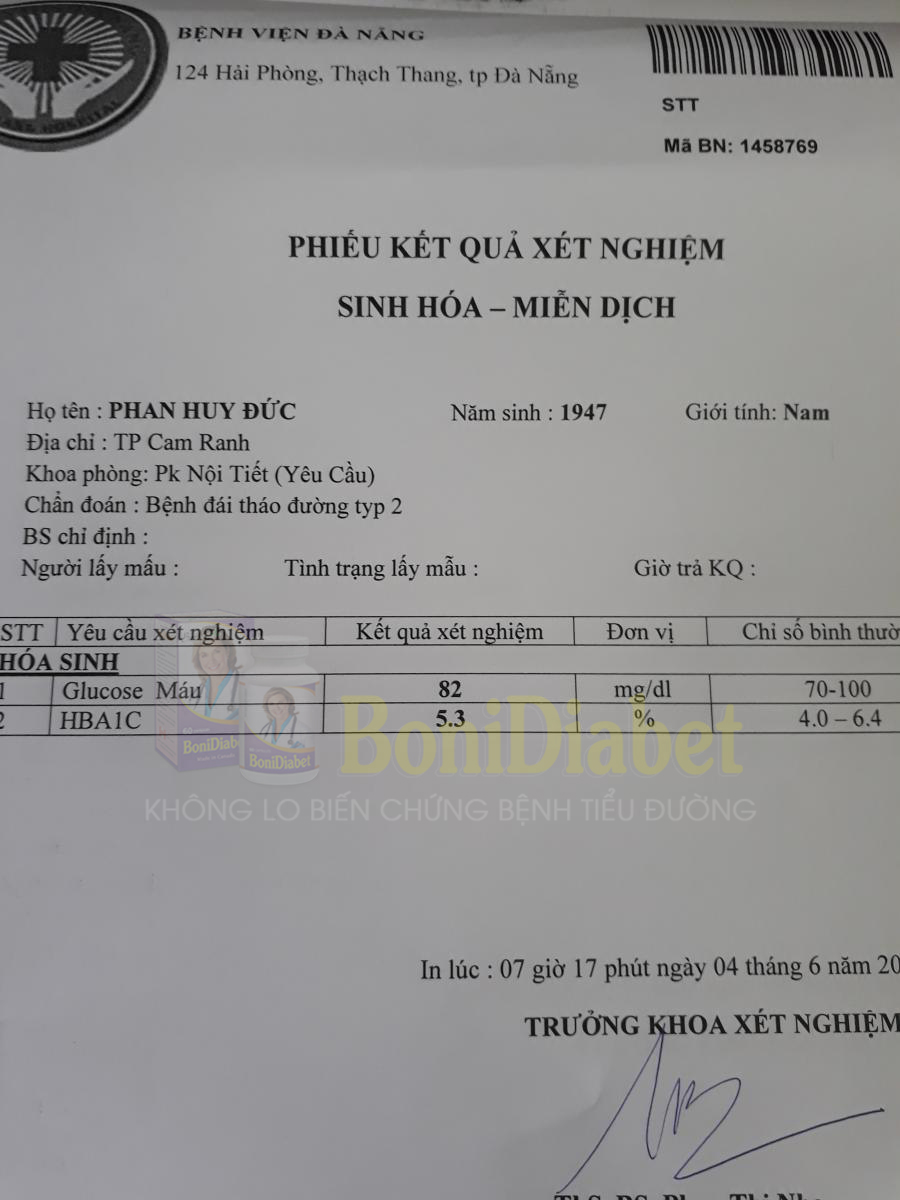 BỆNH VIỆN ĐÀ NẴNG
124 Hải Phòng, Thạch Thang, tp Đà Nẵng
STT
Mã BN: 1458769
PHIẾU KẾT QUẢ XÉT NGHIỆM
SINH HÓA – MIỄN DỊCH
Họ tên : PHAN HUY ĐỨC Năm sinh : 1947 Giới tính: Nam
Địa chỉ : TP Cam Ranh
Khoa phòng: Pk Nội Tiết (Yêu Cầu)
Chẩn đoán : Bệnh đái tháo đường typ 2
BS chỉ định :
Người lấy mấu : Tình trạng lấy mẫu : Giờ trả KQ :
STT Yêu cầu xét nghiệm Kết quả xét nghiệm Đơn vị Chỉ số bình thườ
HÓA SINH
1 Glucose Máu 82 mg/dl 70-100
2 HBA1C 5.3 % 4.0 – 6.4
BoniDiabet
BoniDiabet
BoniDiabet
KHÔNG LO BIẾN CHỨNG BỆNH TIỂU ĐƯỜNG
In lúc : 07 giờ 17 phút ngày 04 tháng 6 năm 20
TRƯỞNG KHOA XÉT NGHIỆM